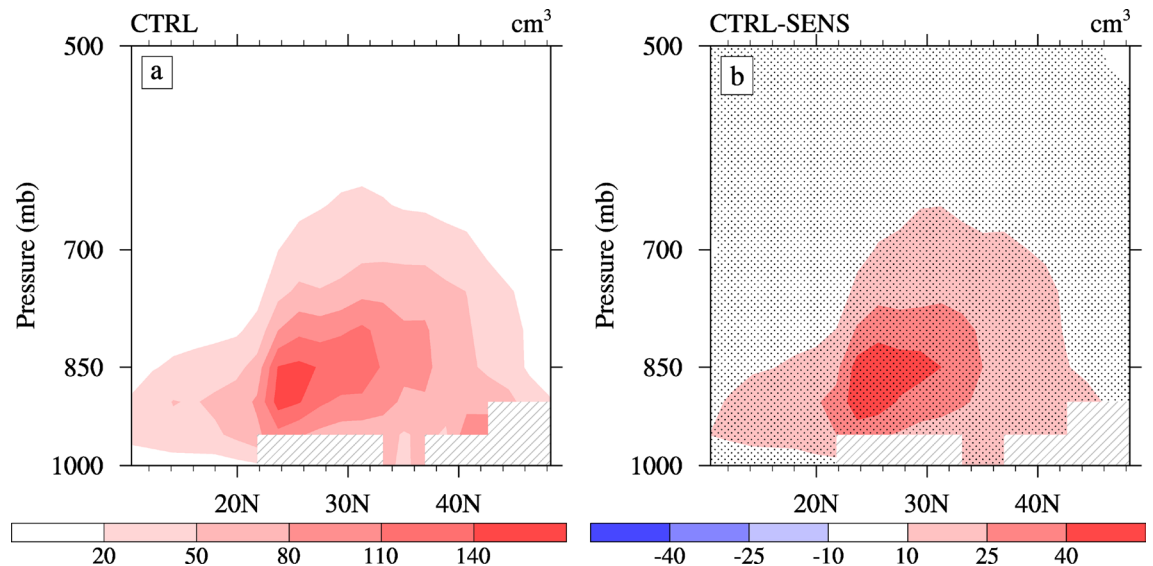 CTRL cm³
a
500
700
850
1000
Pressure (mb)
20N 30N 40N
20 50 80 110 140
CTRL-SENS cm³
b
500
700
850
1000
Pressure (mb)
20N 30N 40N
-40 -25 -10 10 25 40